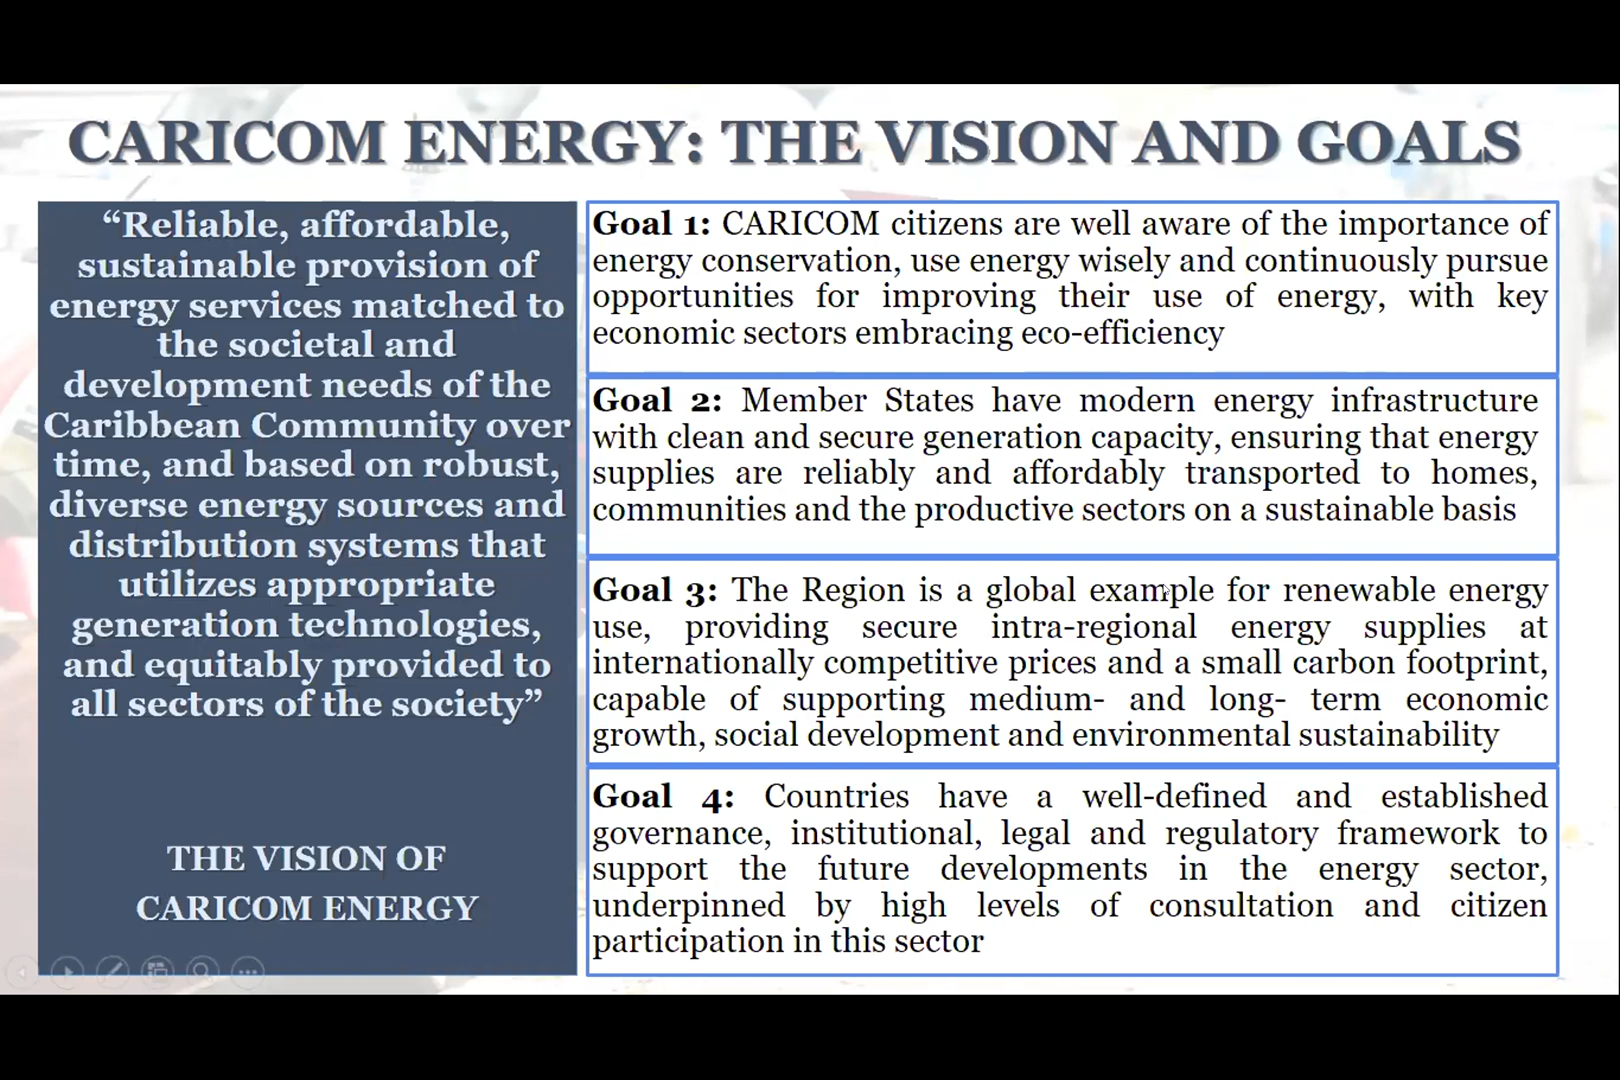 CARICOM ENERGY: THE VISION AND GOALS
“Reliable, affordable,
sustainable provision of
energy services matched to
the societal and
development needs of the
Caribbean Community over
time, and based on robust,
diverse energy sources and
distribution systems that
utilizes appropriate
generation technologies,
and equitably provided to
all sectors of the society”
THE VISION OF
CARICOM ENERGY
Goal 1: CARICOM citizens are well aware of the importance of
energy conservation, use energy wisely and continuously pursue
opportunities for improving their use of energy, with key
economic sectors embracing eco-efficiency
Goal 2: Member States have modern energy infrastructure
with clean and secure generation capacity, ensuring that energy
supplies are reliably and affordably transported to homes,
communities and the productive sectors on a sustainable basis
Goal 3: The Region is a global example for renewable energy
use, providing secure intra-regional energy supplies at
internationally competitive prices and a small carbon footprint,
capable of supporting medium- and long- term economic
growth, social development and environmental sustainability
Goal 4: Countries have a well-defined and established
governance, institutional, legal and regulatory framework to
support the future developments in the energy sector,
underpinned by high levels of consultation and citizen
participation in this sector